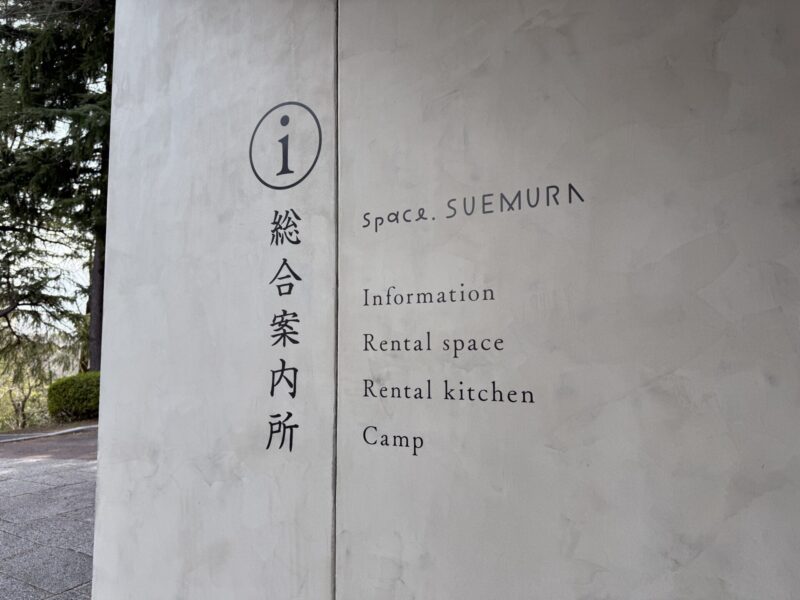 i
総合案内所
space. SUEMURA
Information
Rental space
Rental kitchen
Camp